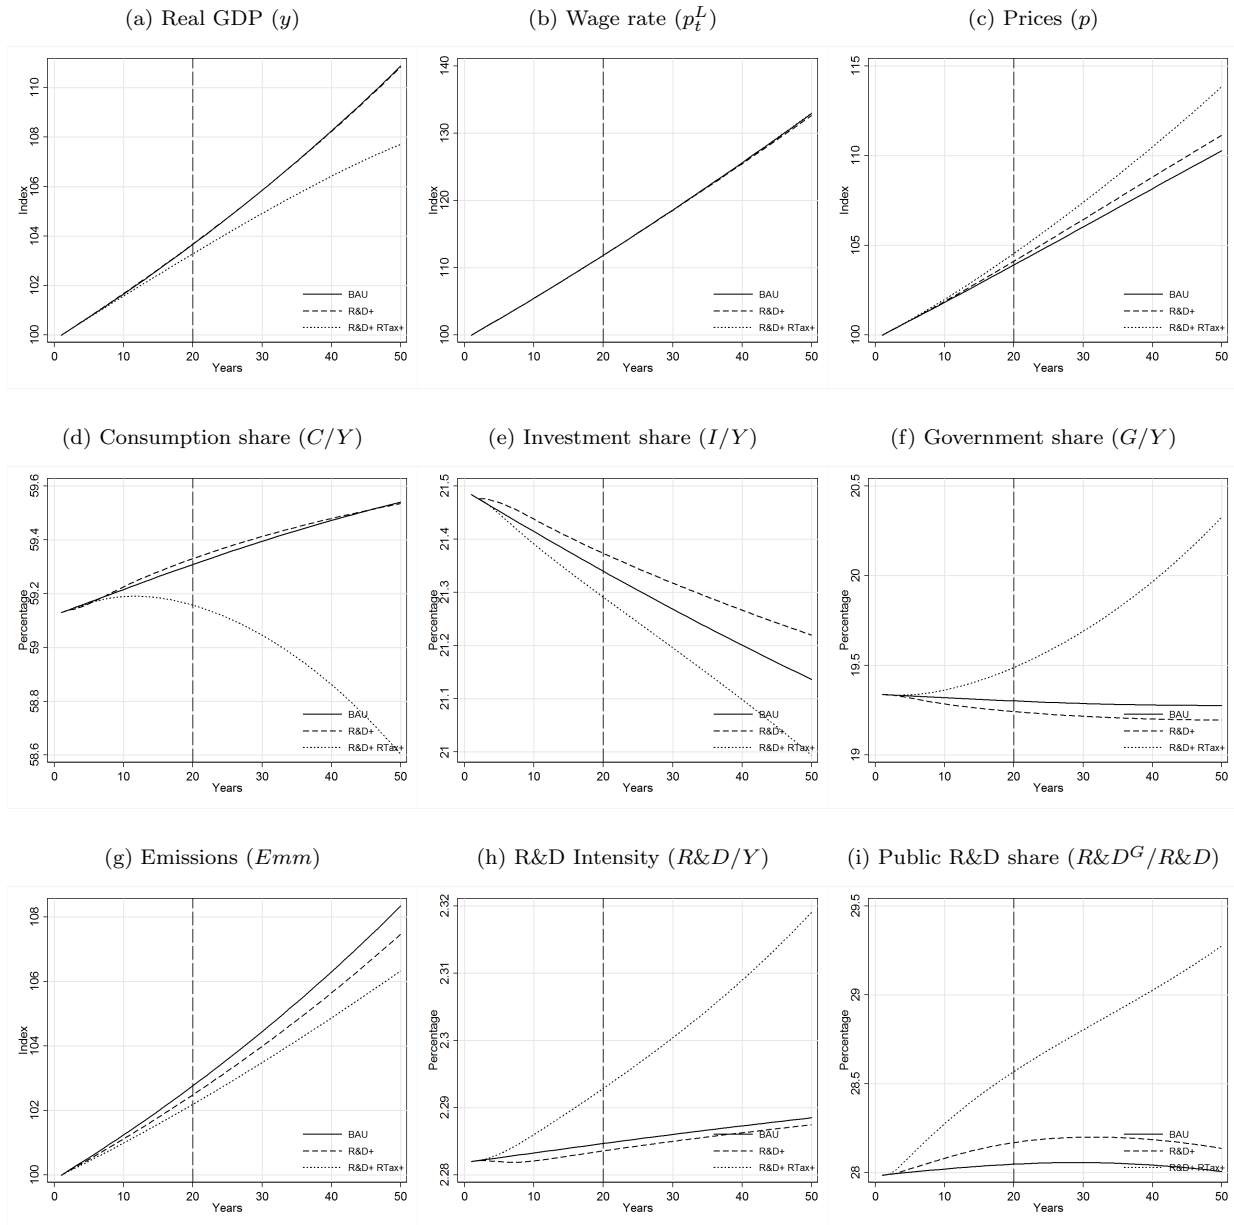 (a) Real GDP (y)
(b) Wage rate (p_t^L)
(c) Prices (p)
Index
100 102 104 106 108 110
0 10 20 30 40 50
Years
BAU
R&D+
R&D+ RTax+
Index
100 110 120 130 140
0 10 20 30 40 50
Years
BAU
R&D+
R&D+ RTax+
Index
100 105 110 115
0 10 20 30 40 50
Years
BAU
R&D+
R&D+ RTax+
(d) Consumption share (C/Y)
(e) Investment share (I/Y)
(f) Government share (G/Y)
Percentage
58.6 58.8 59 59.2 59.4 59.6
0 10 20 30 40 50
Years
BAU
R&D+
R&D+ RTax+
Percentage
21 21.1 21.2 21.3 21.4 21.5
0 10 20 30 40 50
Years
BAU
R&D+
R&D+ RTax+
Percentage
19 19.5 20 20.5
0 10 20 30 40 50
Years
BAU
R&D+
R&D+ RTax+
(g) Emissions (Emm)
(h) R&D Intensity (R&D/Y)
(i) Public R&D share (R&D^G/R&D)
Index
100 102 104 106 108
0 10 20 30 40 50
Years
BAU
R&D+
R&D+ RTax+
Percentage
2.28 2.29 2.3 2.31 2.32
0 10 20 30 40 50
Years
BAU
R&D+
R&D+ RTax+
Percentage
28 28.5 29 29.5
0 10 20 30 40 50
Years
BAU
R&D+
R&D+ RTax+